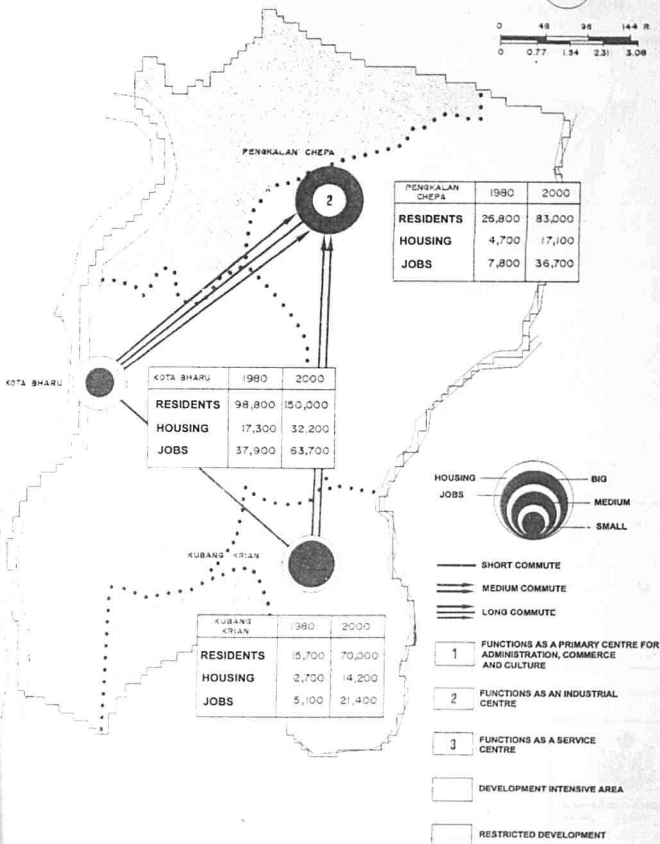 0 48 96 144 R
0 0.77 1.54 2.31 3.08
PENGKALAN CHEPA
2
PENGKALAN CHEPA 1980 2000
RESIDENTS 26,800 83,000
HOUSING 4,700 17,100
JOBS 7,800 36,700
KOTA BHARU
KOTA BHARU 1980 2000
RESIDENTS 98,800 150,000
HOUSING 17,300 32,200
JOBS 37,900 63,700
HOUSING
JOBS
BIG
MEDIUM
SMALL
KUBANG KRIAN
SHORT COMMUTE
MEDIUM COMMUTE
LONG COMMUTE
KUBANG KRIAN 1980 2000
RESIDENTS 15,700 70,000
HOUSING 2,700 14,200
JOBS 5,100 21,400
1 FUNCTIONS AS A PRIMARY CENTRE FOR
ADMINISTRATION, COMMERCE
AND CULTURE
2 FUNCTIONS AS AN INDUSTRIAL
CENTRE
3 FUNCTIONS AS A SERVICE
CENTRE
DEVELOPMENT INTENSIVE AREA
RESTRICTED DEVELOPMENT